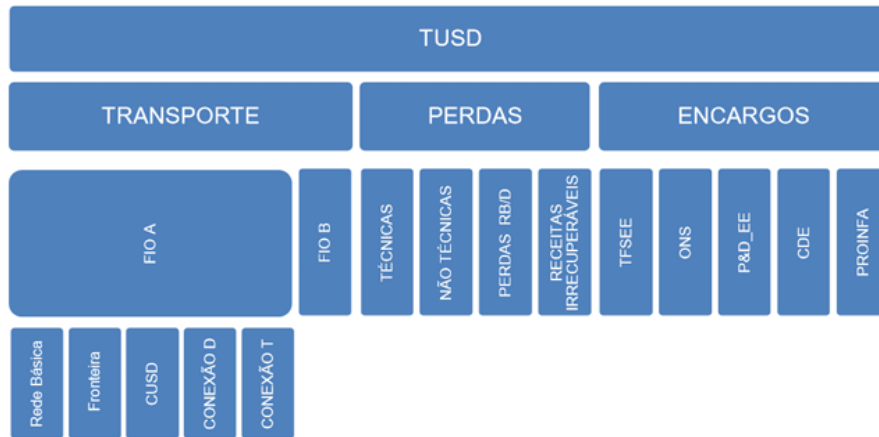 TUSD
TRANSPORTE
PERDAS
ENCARGOS
FIO A
FIO B
TÉCNICAS
NÃO TÉCNICAS
PERDAS RB/D
RECEITAS
IRRECUPERÁVEIS
TFSEE
ONS
P&D_EE
CDE
PROINFA
Rede Básica
Fronteira
CUSD
CONEXÃO D
CONEXÃO T